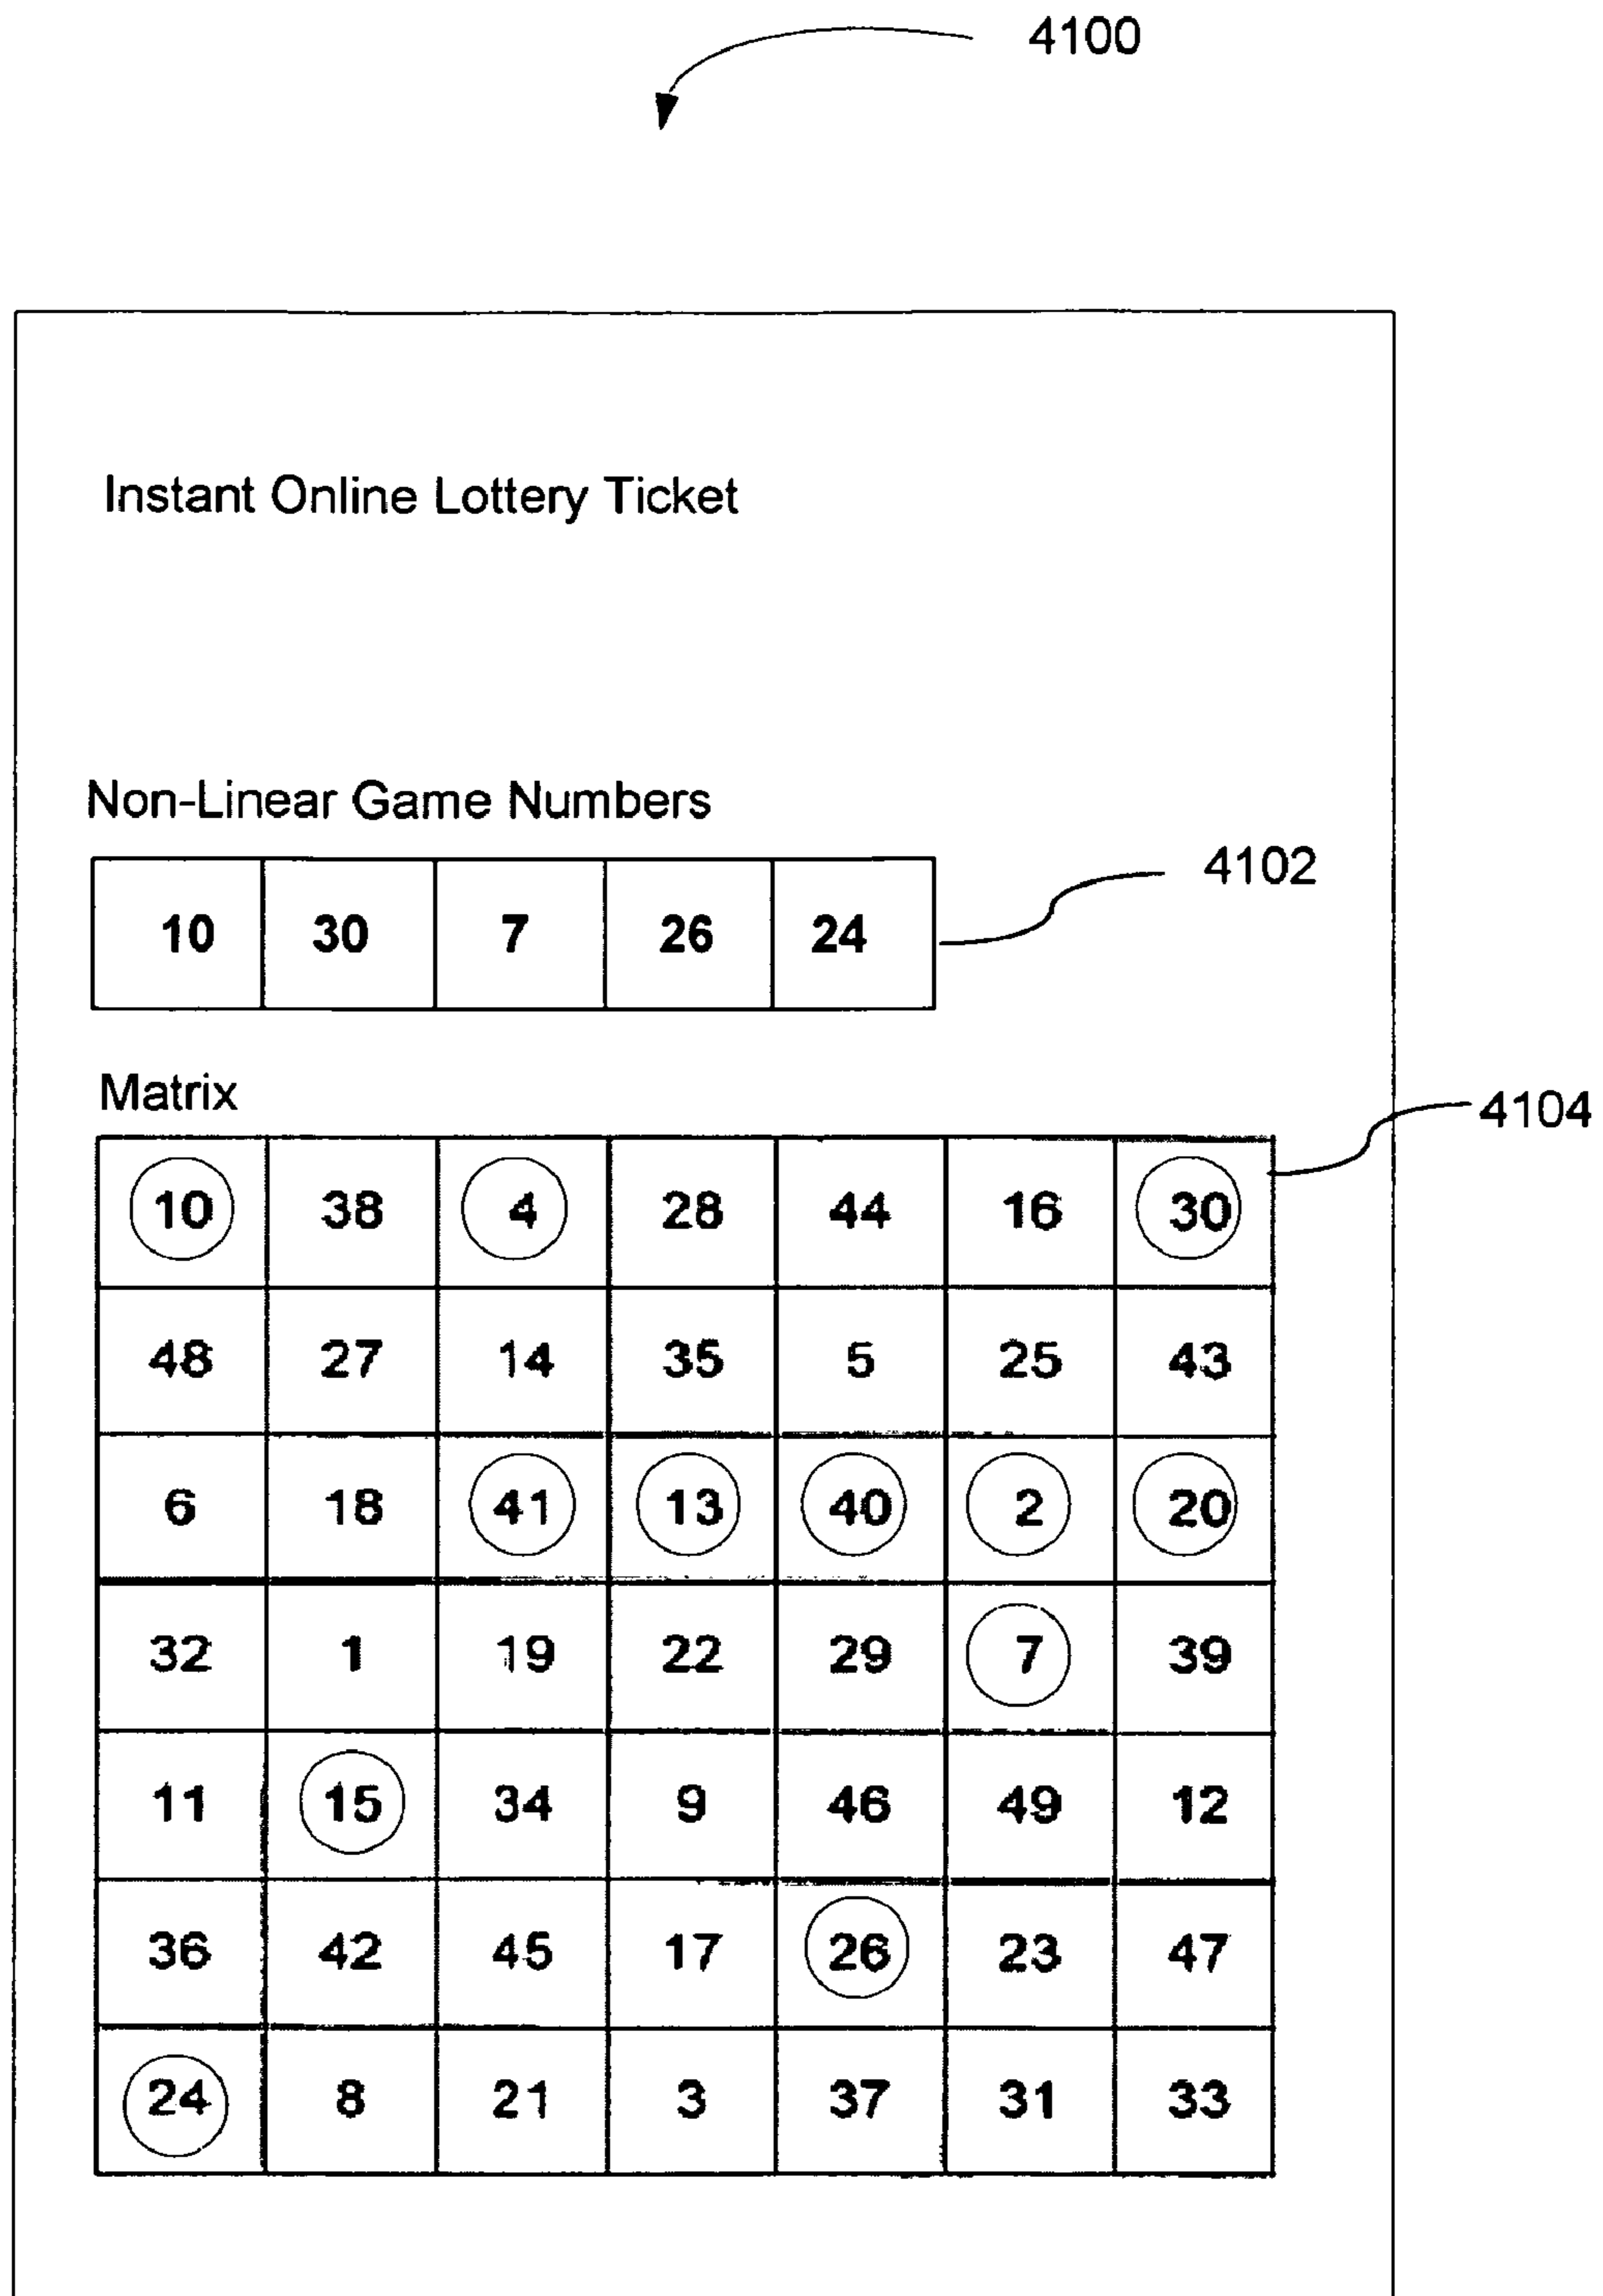 4100
Instant Online Lottery Ticket
Non-Linear Game Numbers
4102
10 30 7 26 24
Matrix
4104
10 38 4 28 44 16 30
48 27 14 35 5 25 43
6 18 41 13 40 2 20
32 1 19 22 29 7 39
11 15 34 9 46 49 12
36 42 45 17 26 23 47
24 8 21 3 37 31 33